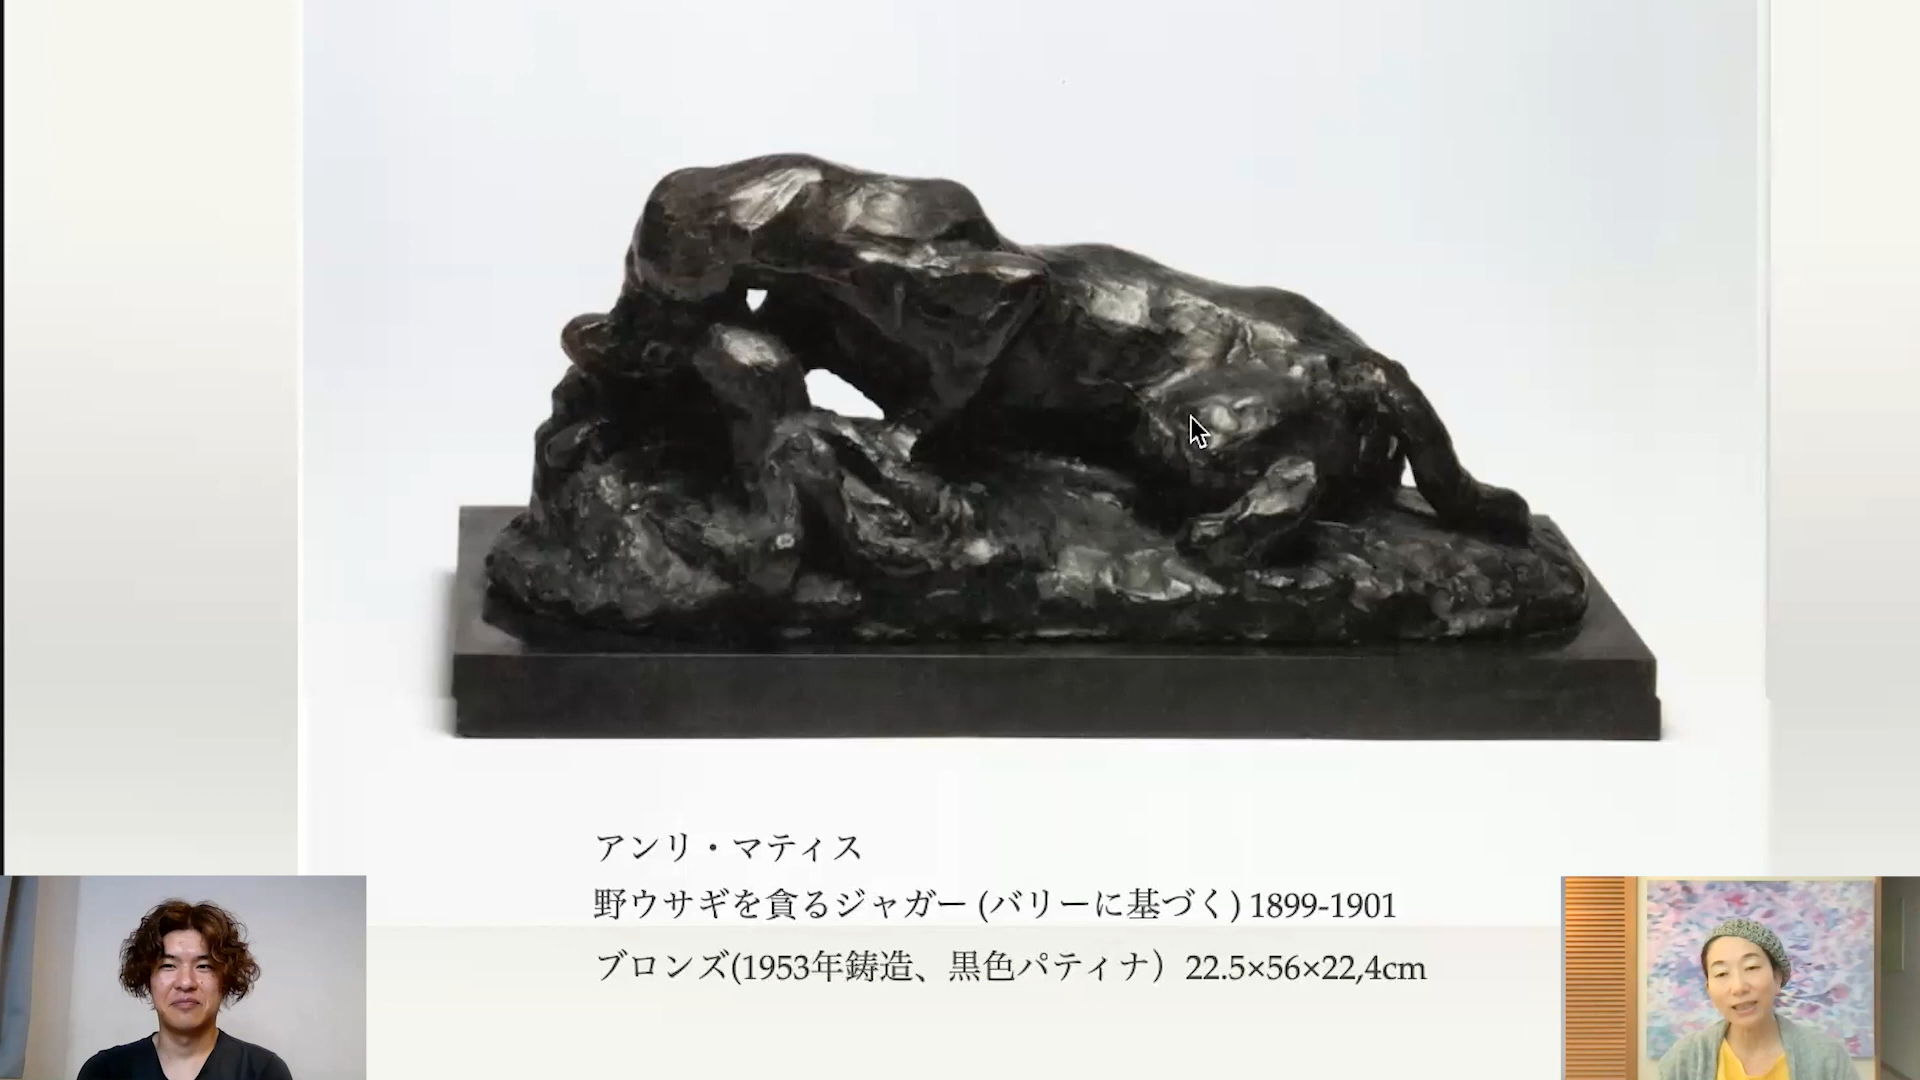 アンリ・マティス
野ウサギを貪るジャガー (バリーに基づく) 1899-1901
ブロンズ(1953年鋳造、黒色パティナ）22.5×56×22,4cm